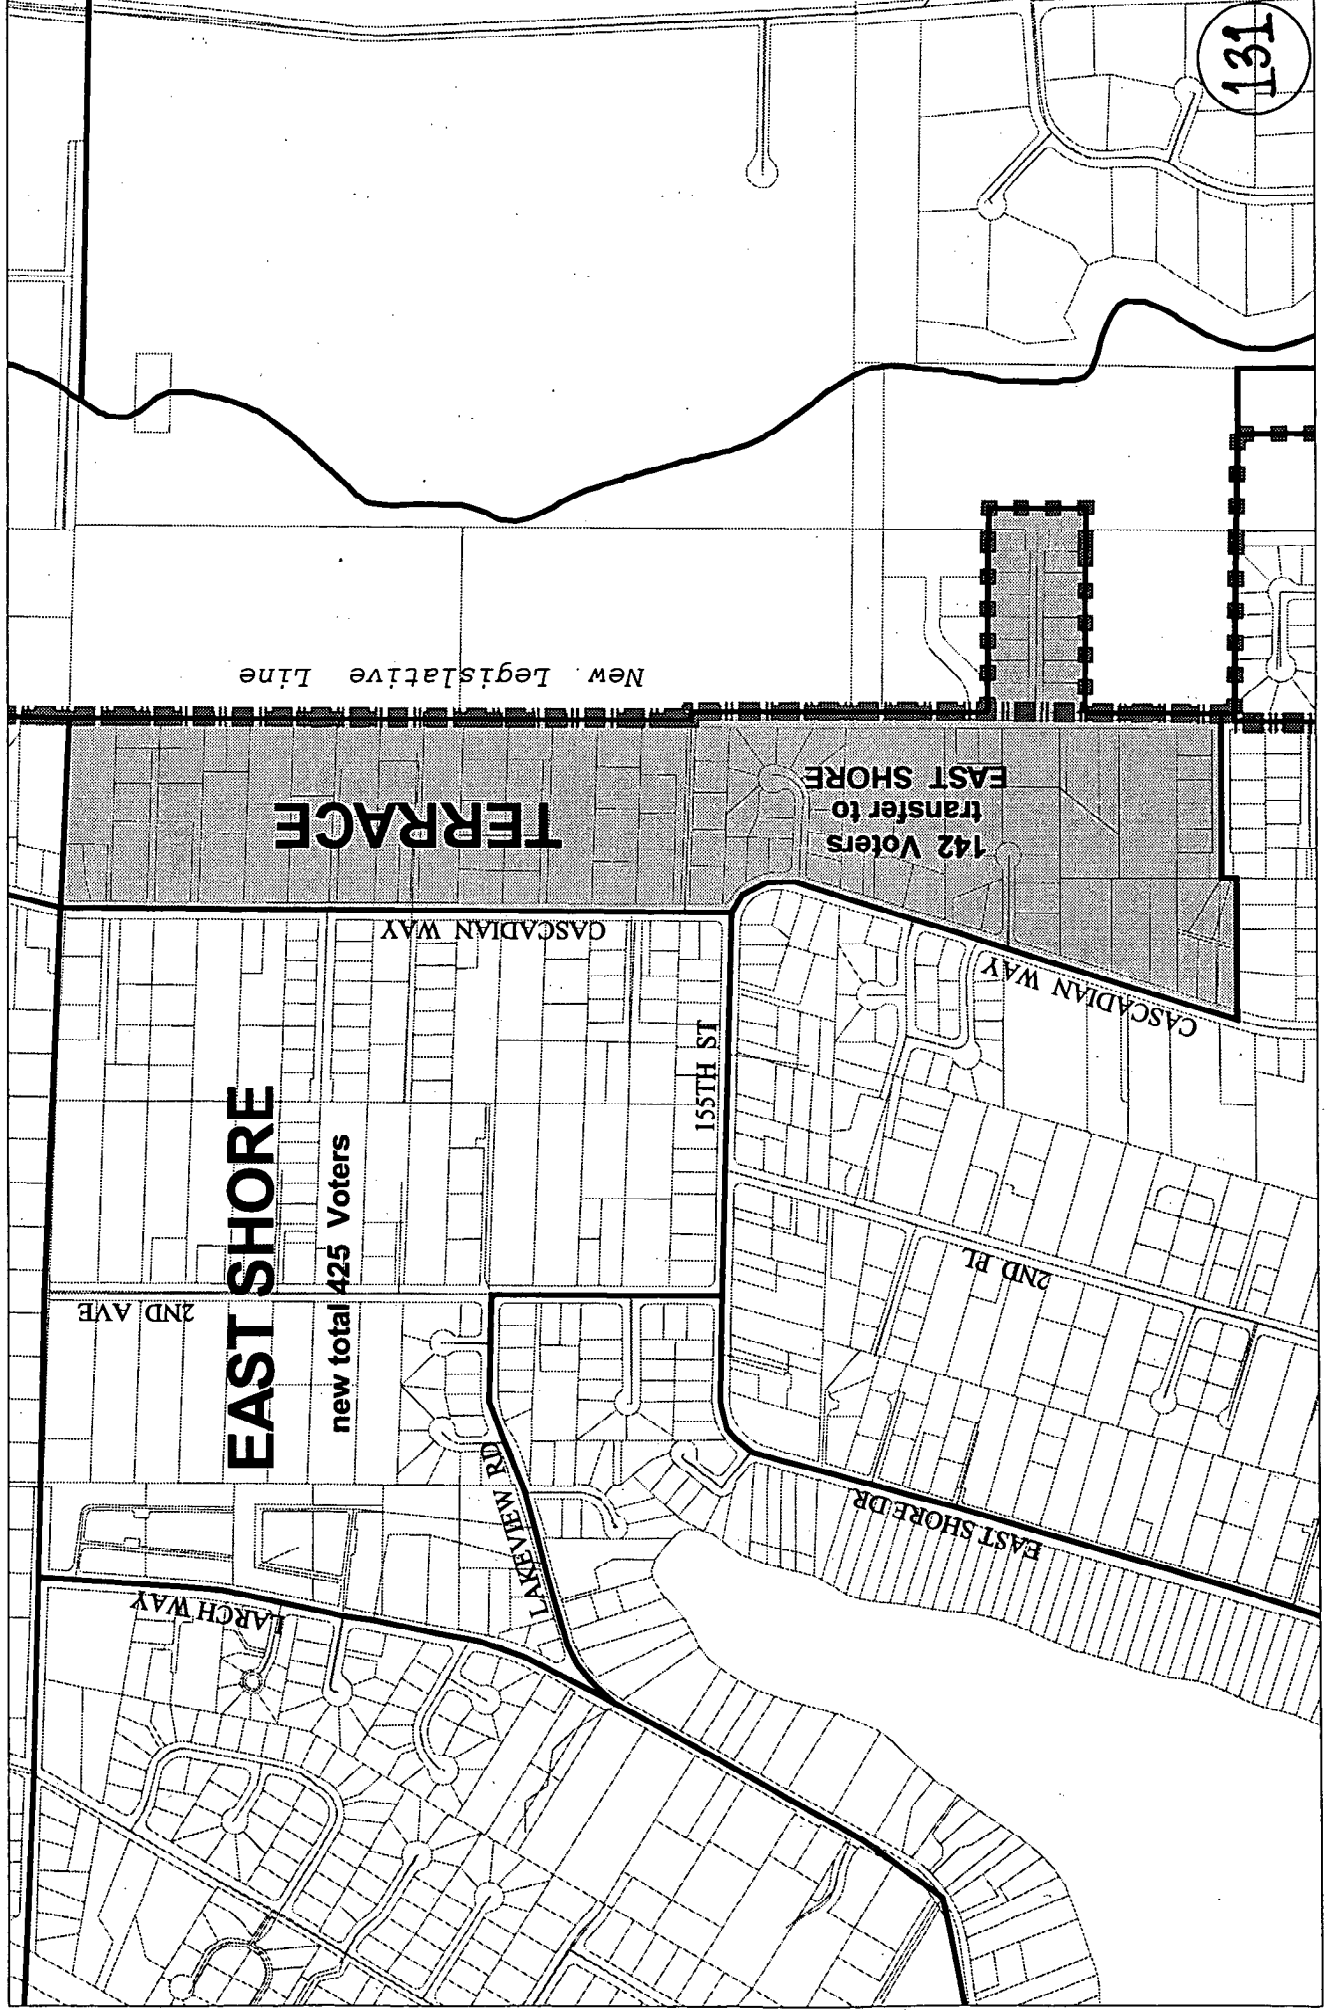 131
New Legislative Line
TERRACE
142 Voters
transfer to
EAST SHORE
CASCADIAN WAY
CASCADIAN WAY
155TH ST
EAST SHORE
new total 425 Voters
2ND AVE
2ND PL
LAKEVIEW RD
EAST SHORE DR
LARCH WAY